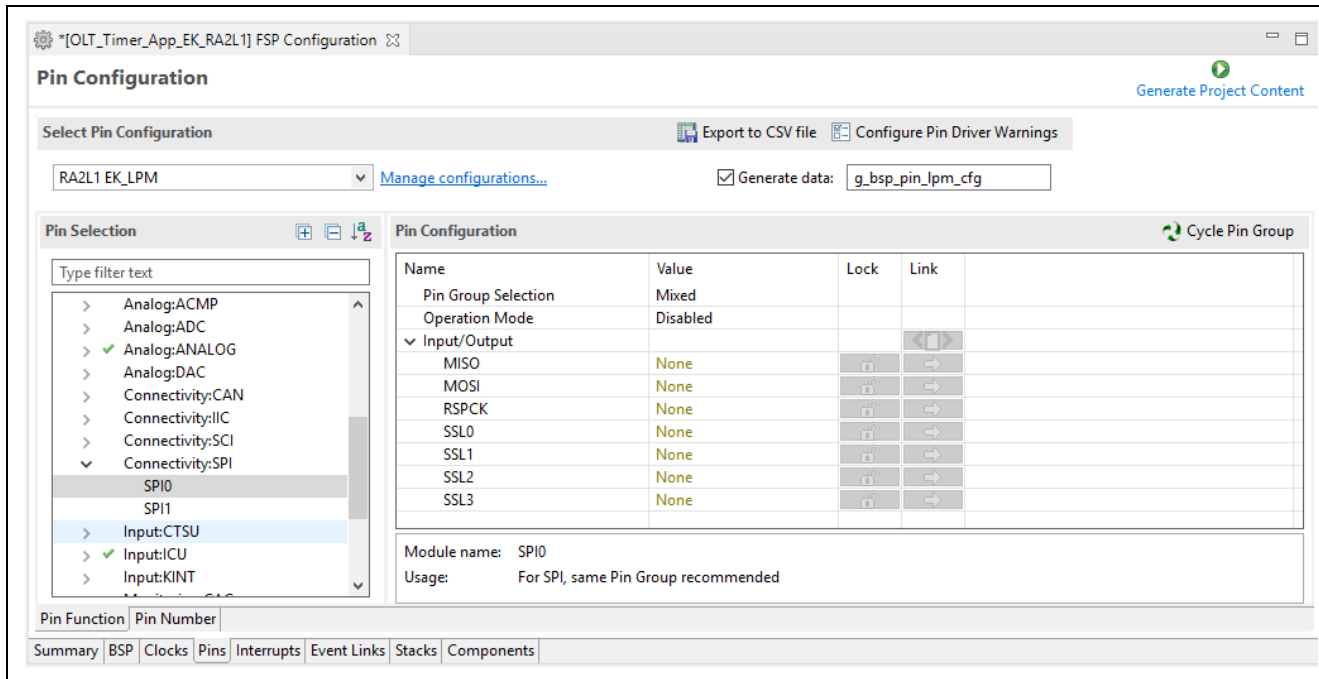 *[OLT_Timer_App_EK_RA2L1] FSP Configuration
Pin Configuration
Generate Project Content
Select Pin Configuration
Export to CSV file
Configure Pin Driver Warnings
RA2L1 EK_LPM
Manage configurations...
Generate data:
g_bsp_pin_lpm_cfg
Pin Selection
Type filter text
Analog:ACMP
Analog:ADC
Analog:ANALOG
Analog:DAC
Connectivity:CAN
Connectivity:IIC
Connectivity:SCI
Connectivity:SPI
SPI0
SPI1
Input:CTSU
Input:ICU
Input:KINT
Pin Configuration
Cycle Pin Group
Name Value Lock Link
Pin Group Selection Mixed
Operation Mode Disabled
Input/Output
MISO None
MOSI None
RSPCK None
SSL0 None
SSL1 None
SSL2 None
SSL3 None
Module name: SPI0
Usage: For SPI, same Pin Group recommended
Pin Function Pin Number
Summary BSP Clocks Pins Interrupts Event Links Stacks Components